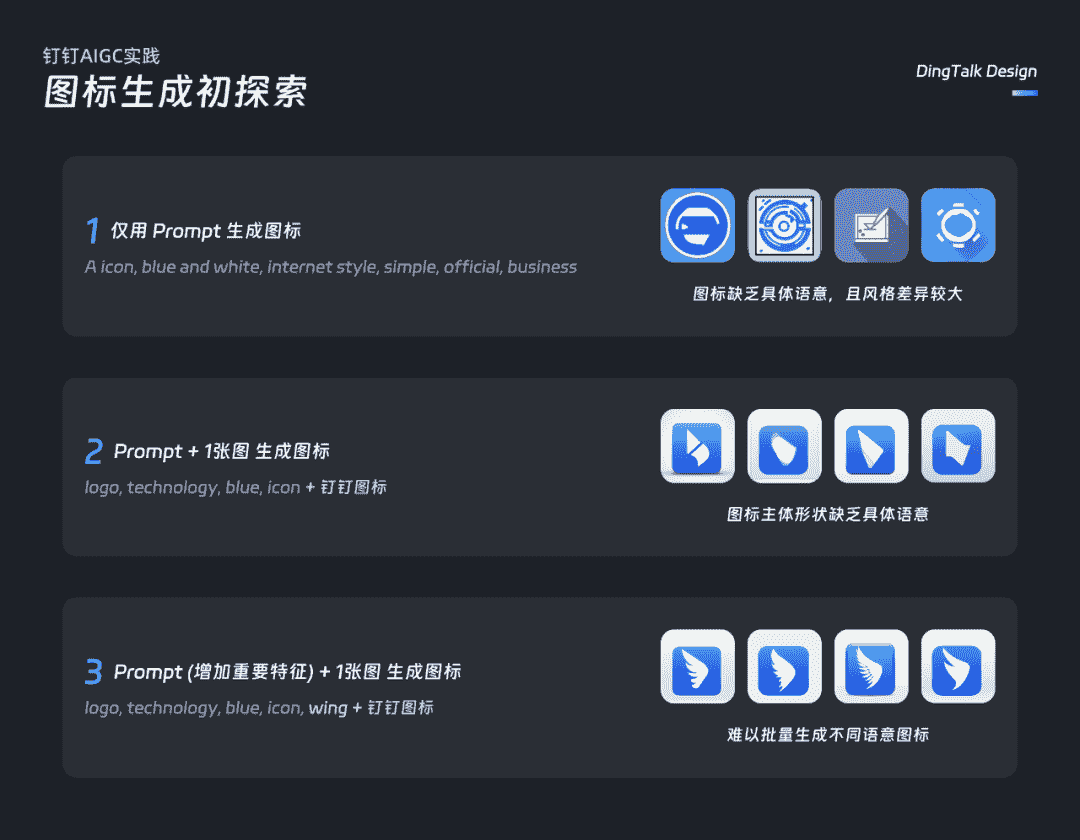 钉钉AIGC实践
图标生成初探索
DingTalk Design
1 仅用 Prompt 生成图标
A icon, blue and white, internet style, simple, official, business
图标缺乏具体语意，且风格差异较大
2 Prompt + 1张图 生成图标
logo, technology, blue, icon + 钉钉图标
图标主体形状缺乏具体语意
3 Prompt (增加重要特征) + 1张图 生成图标
logo, technology, blue, icon, wing + 钉钉图标
难以批量生成不同语意图标